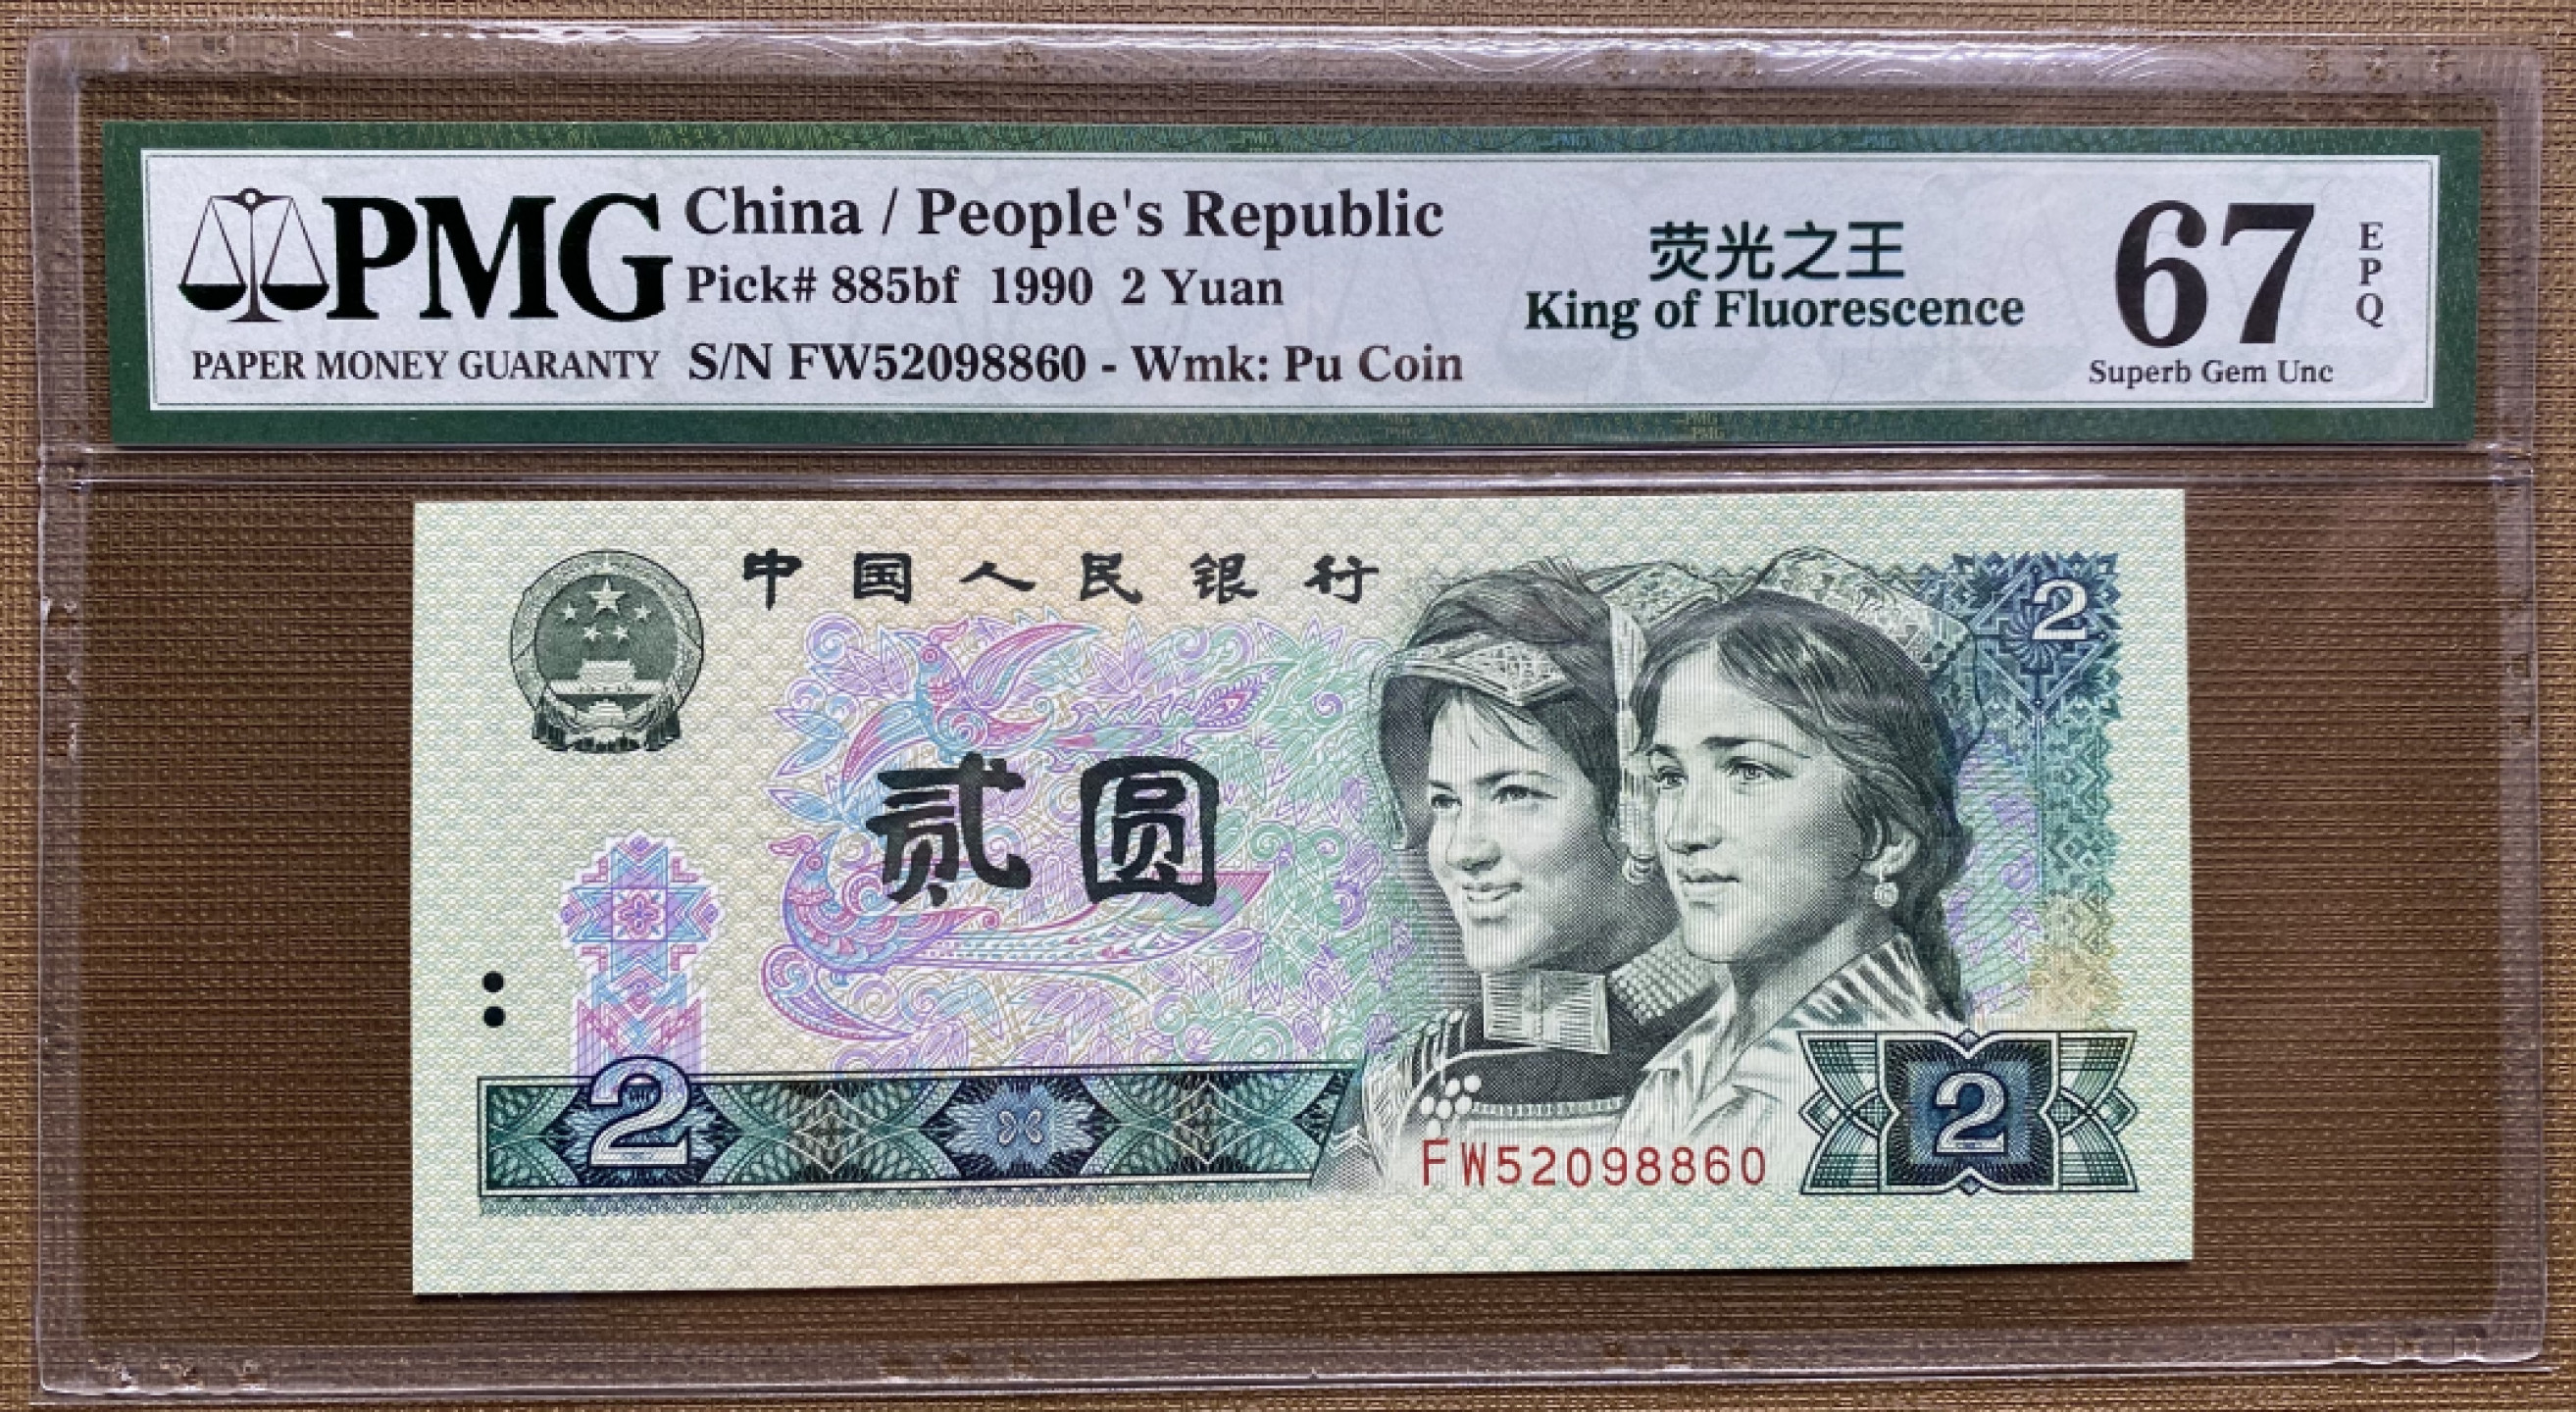 PMG
PAPER MONEY GUARANTY
China / People's Republic
Pick# 885bf 1990 2 Yuan
S/N FW52098860 - Wmk: Pu Coin
荧光之王
King of Fluorescence
67
EPQ
Superb Gem Unc
中国人民银行
2
贰圆
2
2
FW52098860